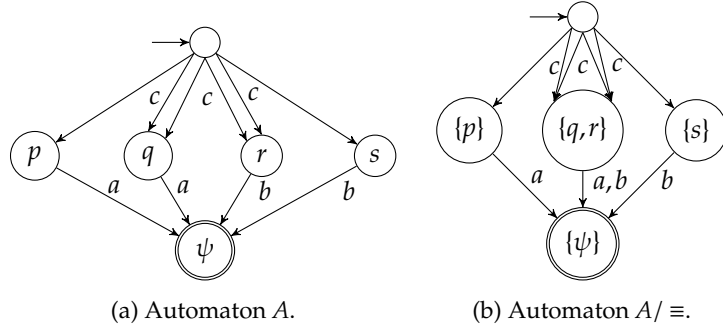 c c c
p q r s
a a b b
ψ
(a) Automaton A.
c c c
{p} {q, r} {s}
a a, b b
{ψ}
(b) Automaton A/ ≡.